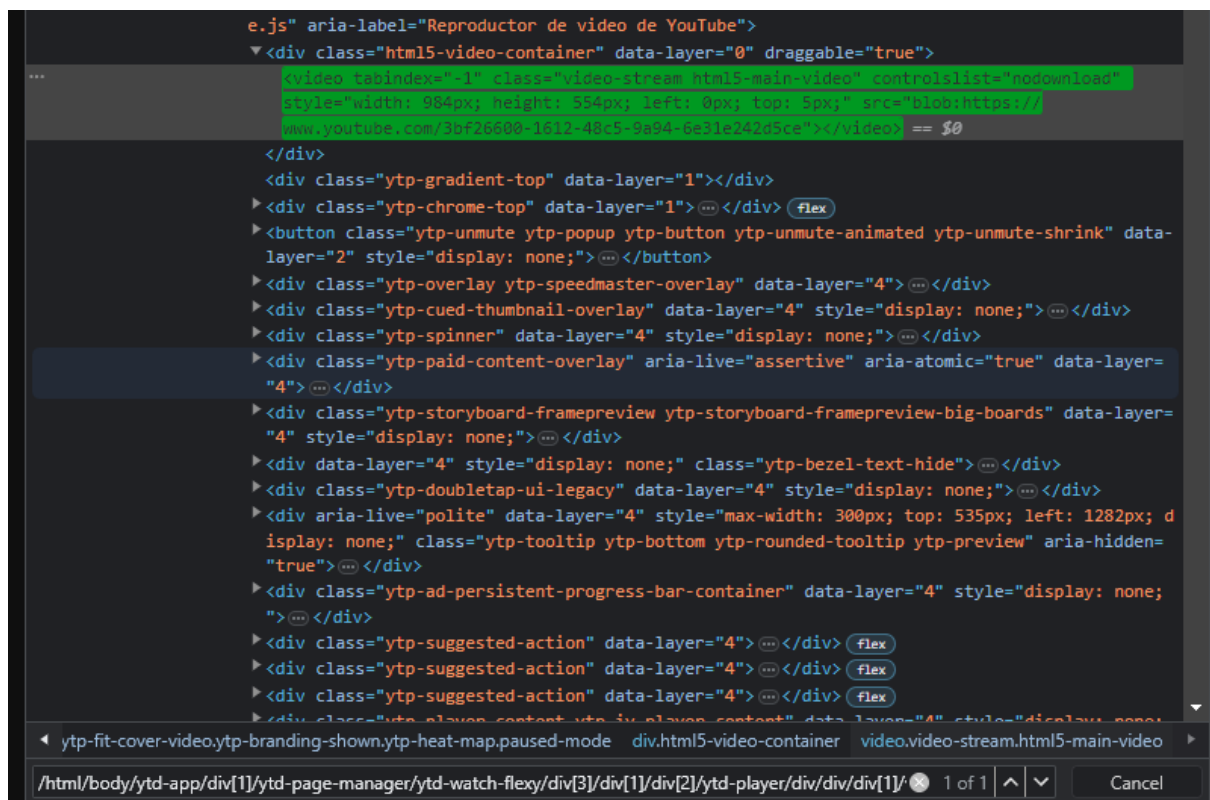 e.js" aria-label="Reproductor de video de YouTube">
▼<div class="html5-video-container" data-layer="0" draggable="true">
… <video tabindex="-1" class="video-stream html5-main-video" controlslist="nodownload"
style="width: 984px; height: 554px; left: 0px; top: 5px;" src="blob:https://
www.youtube.com/3bf26600-1612-48c5-9a94-6e31e242d5ce"></video> == $0
</div>
<div class="ytp-gradient-top" data-layer="1"></div>
▶<div class="ytp-chrome-top" data-layer="1">…</div> flex
▶<button class="ytp-unmute ytp-popup ytp-button ytp-unmute-animated ytp-unmute-shrink" data-
layer="2" style="display: none;">…</button>
▶<div class="ytp-overlay ytp-speedmaster-overlay" data-layer="4">…</div>
▶<div class="ytp-cued-thumbnail-overlay" data-layer="4" style="display: none;">…</div>
▶<div class="ytp-spinner" data-layer="4" style="display: none;">…</div>
▶<div class="ytp-paid-content-overlay" aria-live="assertive" aria-atomic="true" data-layer=
"4">…</div>
▶<div class="ytp-storyboard-framepreview ytp-storyboard-framepreview-big-boards" data-layer=
"4" style="display: none;">…</div>
▶<div data-layer="4" style="display: none;" class="ytp-bezel-text-hide">…</div>
▶<div class="ytp-doubletap-ui-legacy" data-layer="4" style="display: none;">…</div>
▶<div aria-live="polite" data-layer="4" style="max-width: 300px; top: 535px; left: 1282px; d
isplay: none;" class="ytp-tooltip ytp-bottom ytp-rounded-tooltip ytp-preview" aria-hidden=
"true">…</div>
▶<div class="ytp-ad-persistent-progress-bar-container" data-layer="4" style="display: none;
">…</div>
▶<div class="ytp-suggested-action" data-layer="4">…</div> flex
▶<div class="ytp-suggested-action" data-layer="4">…</div> flex
▶<div class="ytp-suggested-action" data-layer="4">…</div> flex
▶<div class="ytp-player-content ytp-iv-player-content" data-layer="4" style="display: none;
ytp-fit-cover-video.ytp-branding-shown.ytp-heat-map.paused-mode div.html5-video-container video.video-stream.html5-main-video
/html/body/ytd-app/div[1]/ytd-page-manager/ytd-watch-flexy/div[3]/div[1]/div[2]/ytd-player/div/div/div[1]/ 1 of 1 Cancel